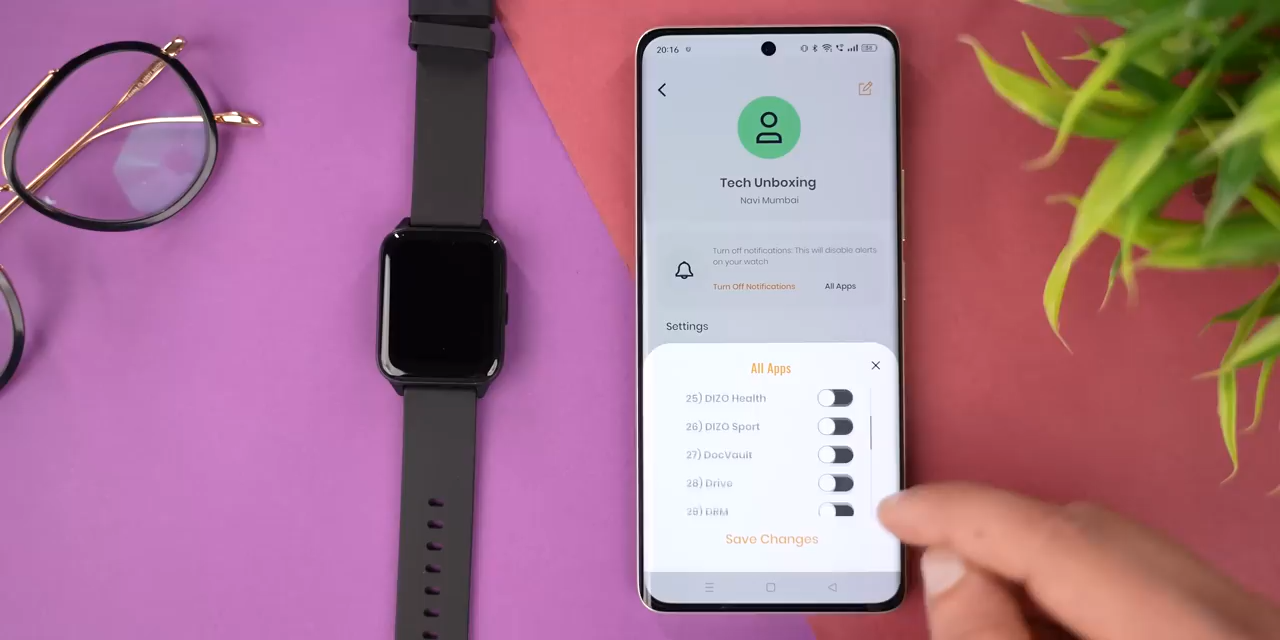 20:16
Tech Unboxing
Navi Mumbai
Turn off notifications: This will disable alerts
on your watch
Turn Off Notifications All Apps
Settings
All Apps
25) DIZO Health
26) DIZO Sport
27) DocVault
28) Drive
29) DRM
Save Changes